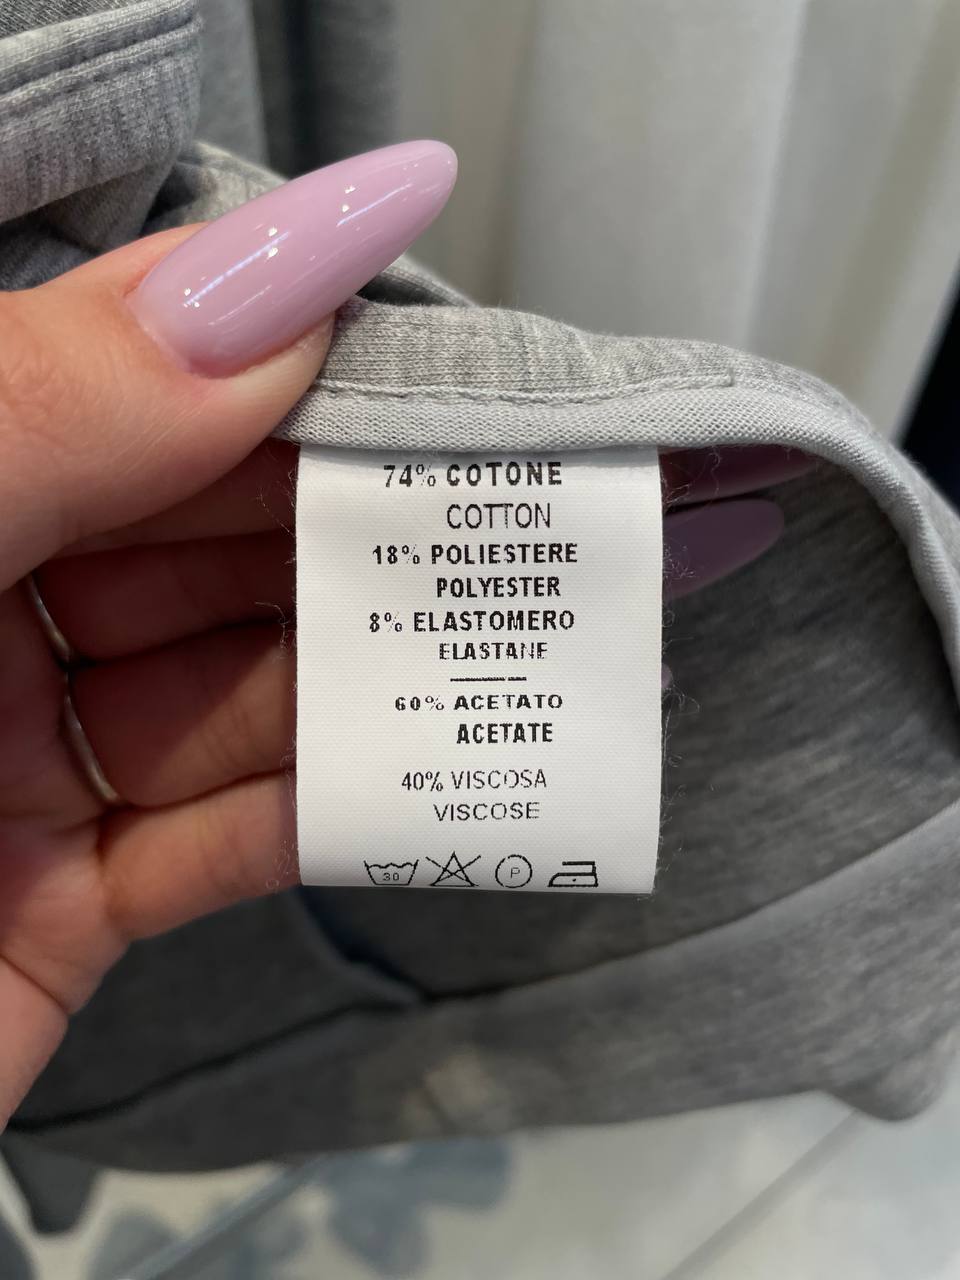 74% COTONE
COTTON
18% POLIESTERE
POLYESTER
8% ELASTOMERO
ELASTANE
60% ACETATO
ACETATE
40% VISCOSA
VISCOSE
30 P